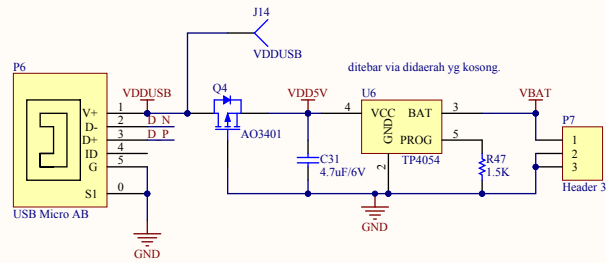 J14
VDDUSB
P6
ditebar via didaerah yg kosong.
VDDUSB
Q4
VDD5V
U6
VBAT
P7
V+ 1
D- 2 D_N
D+ 3 D_P
ID 4
G 5
S1 0
AO3401
4 VCC BAT 3
GND
PROG 5
TP4054
2
C31
4.7uF/6V
R47
1.5K
1
2
3
Header 3
USB Micro AB
GND
GND